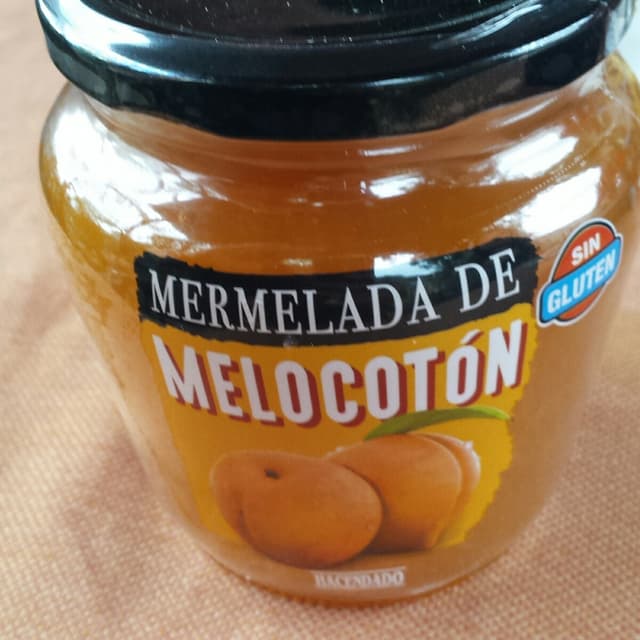 MERMELADA DE
MELOCOTÓN
SIN
GLUTEN
HACENDADO